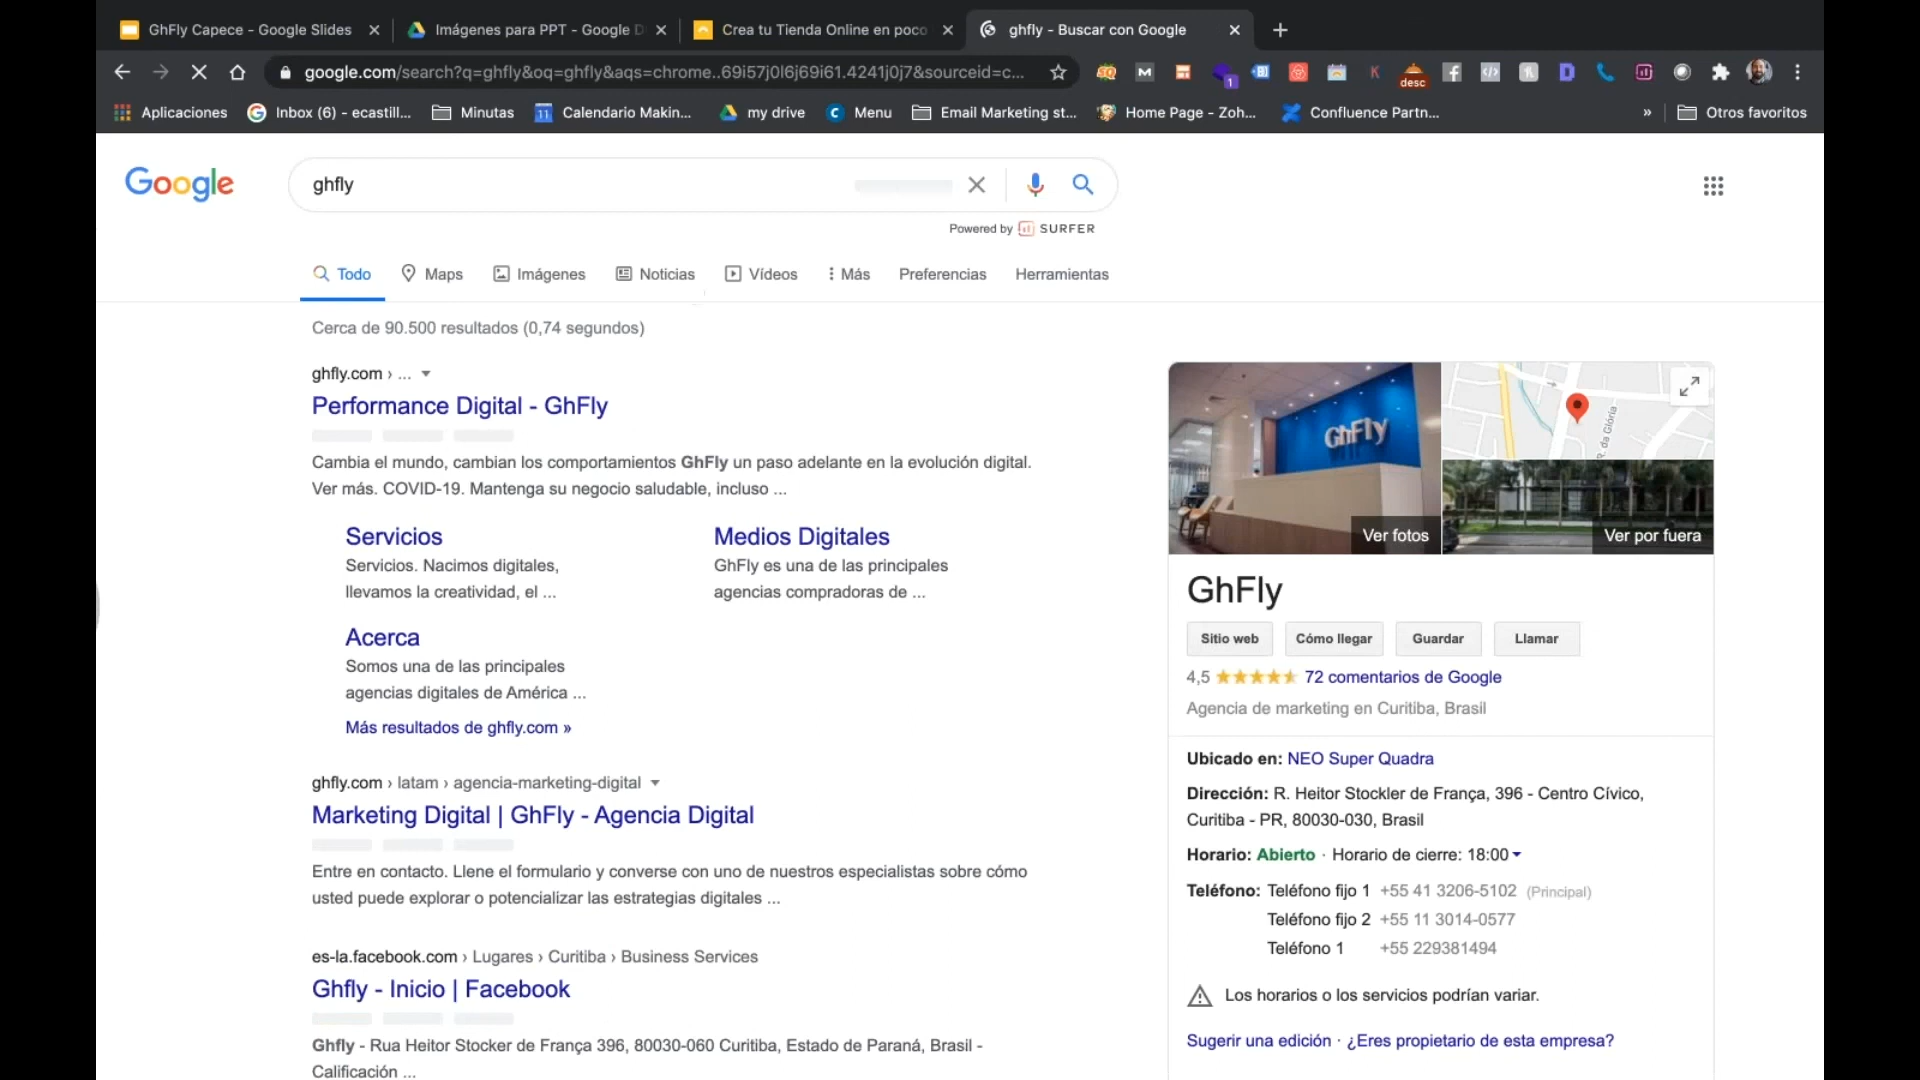 GhFly Capece - Google Slides
Imágenes para PPT - Google D
Crea tu Tienda Online en poco
ghfly - Buscar con Google
google.com/search?q=ghfly&oq=ghfly&aqs=chrome..69i57j0l6j69i61.4241j0j7&sourceid=c...
desc
1
Aplicaciones
Inbox (6) - ecastill...
Minutas
11
Calendario Makin...
my drive
Menu
Email Marketing st...
Home Page - Zoh...
Confluence Partn...
»
Otros favoritos
Google
ghfly
Powered by SURFER
Todo
Maps
Imágenes
Noticias
Vídeos
Más
Preferencias
Herramientas
Cerca de 90.500 resultados (0,74 segundos)
ghfly.com › ...
Performance Digital - GhFly
Cambia el mundo, cambian los comportamientos GhFly un paso adelante en la evolución digital.
Ver más. COVID-19. Mantenga su negocio saludable, incluso ...
Servicios
Servicios. Nacimos digitales,
llevamos la creatividad, el ...
Medios Digitales
GhFly es una de las principales
agencias compradoras de ...
Acerca
Somos una de las principales
agencias digitales de América ...
Más resultados de ghfly.com »
ghfly.com › latam › agencia-marketing-digital
Marketing Digital | GhFly - Agencia Digital
Entre en contacto. Llene el formulario y converse con uno de nuestros especialistas sobre cómo
usted puede explorar o potencializar las estrategias digitales ...
es-la.facebook.com › Lugares › Curitiba › Business Services
Ghfly - Inicio | Facebook
Ghfly - Rua Heitor Stocker de França 396, 80030-060 Curitiba, Estado de Paraná, Brasil -
Calificación ...
GhFly
R. da Glória
Ver fotos
Ver por fuera
GhFly
Sitio web
Cómo llegar
Guardar
Llamar
4,5 72 comentarios de Google
Agencia de marketing en Curitiba, Brasil
Ubicado en: NEO Super Quadra
Dirección: R. Heitor Stockler de França, 396 - Centro Cívico,
Curitiba - PR, 80030-030, Brasil
Horario: Abierto · Horario de cierre: 18:00
Teléfono: Teléfono fijo 1 +55 41 3206-5102 (Principal)
Teléfono fijo 2 +55 11 3014-0577
Teléfono 1 +55 229381494
Los horarios o los servicios podrían variar.
Sugerir una edición · ¿Eres propietario de esta empresa?